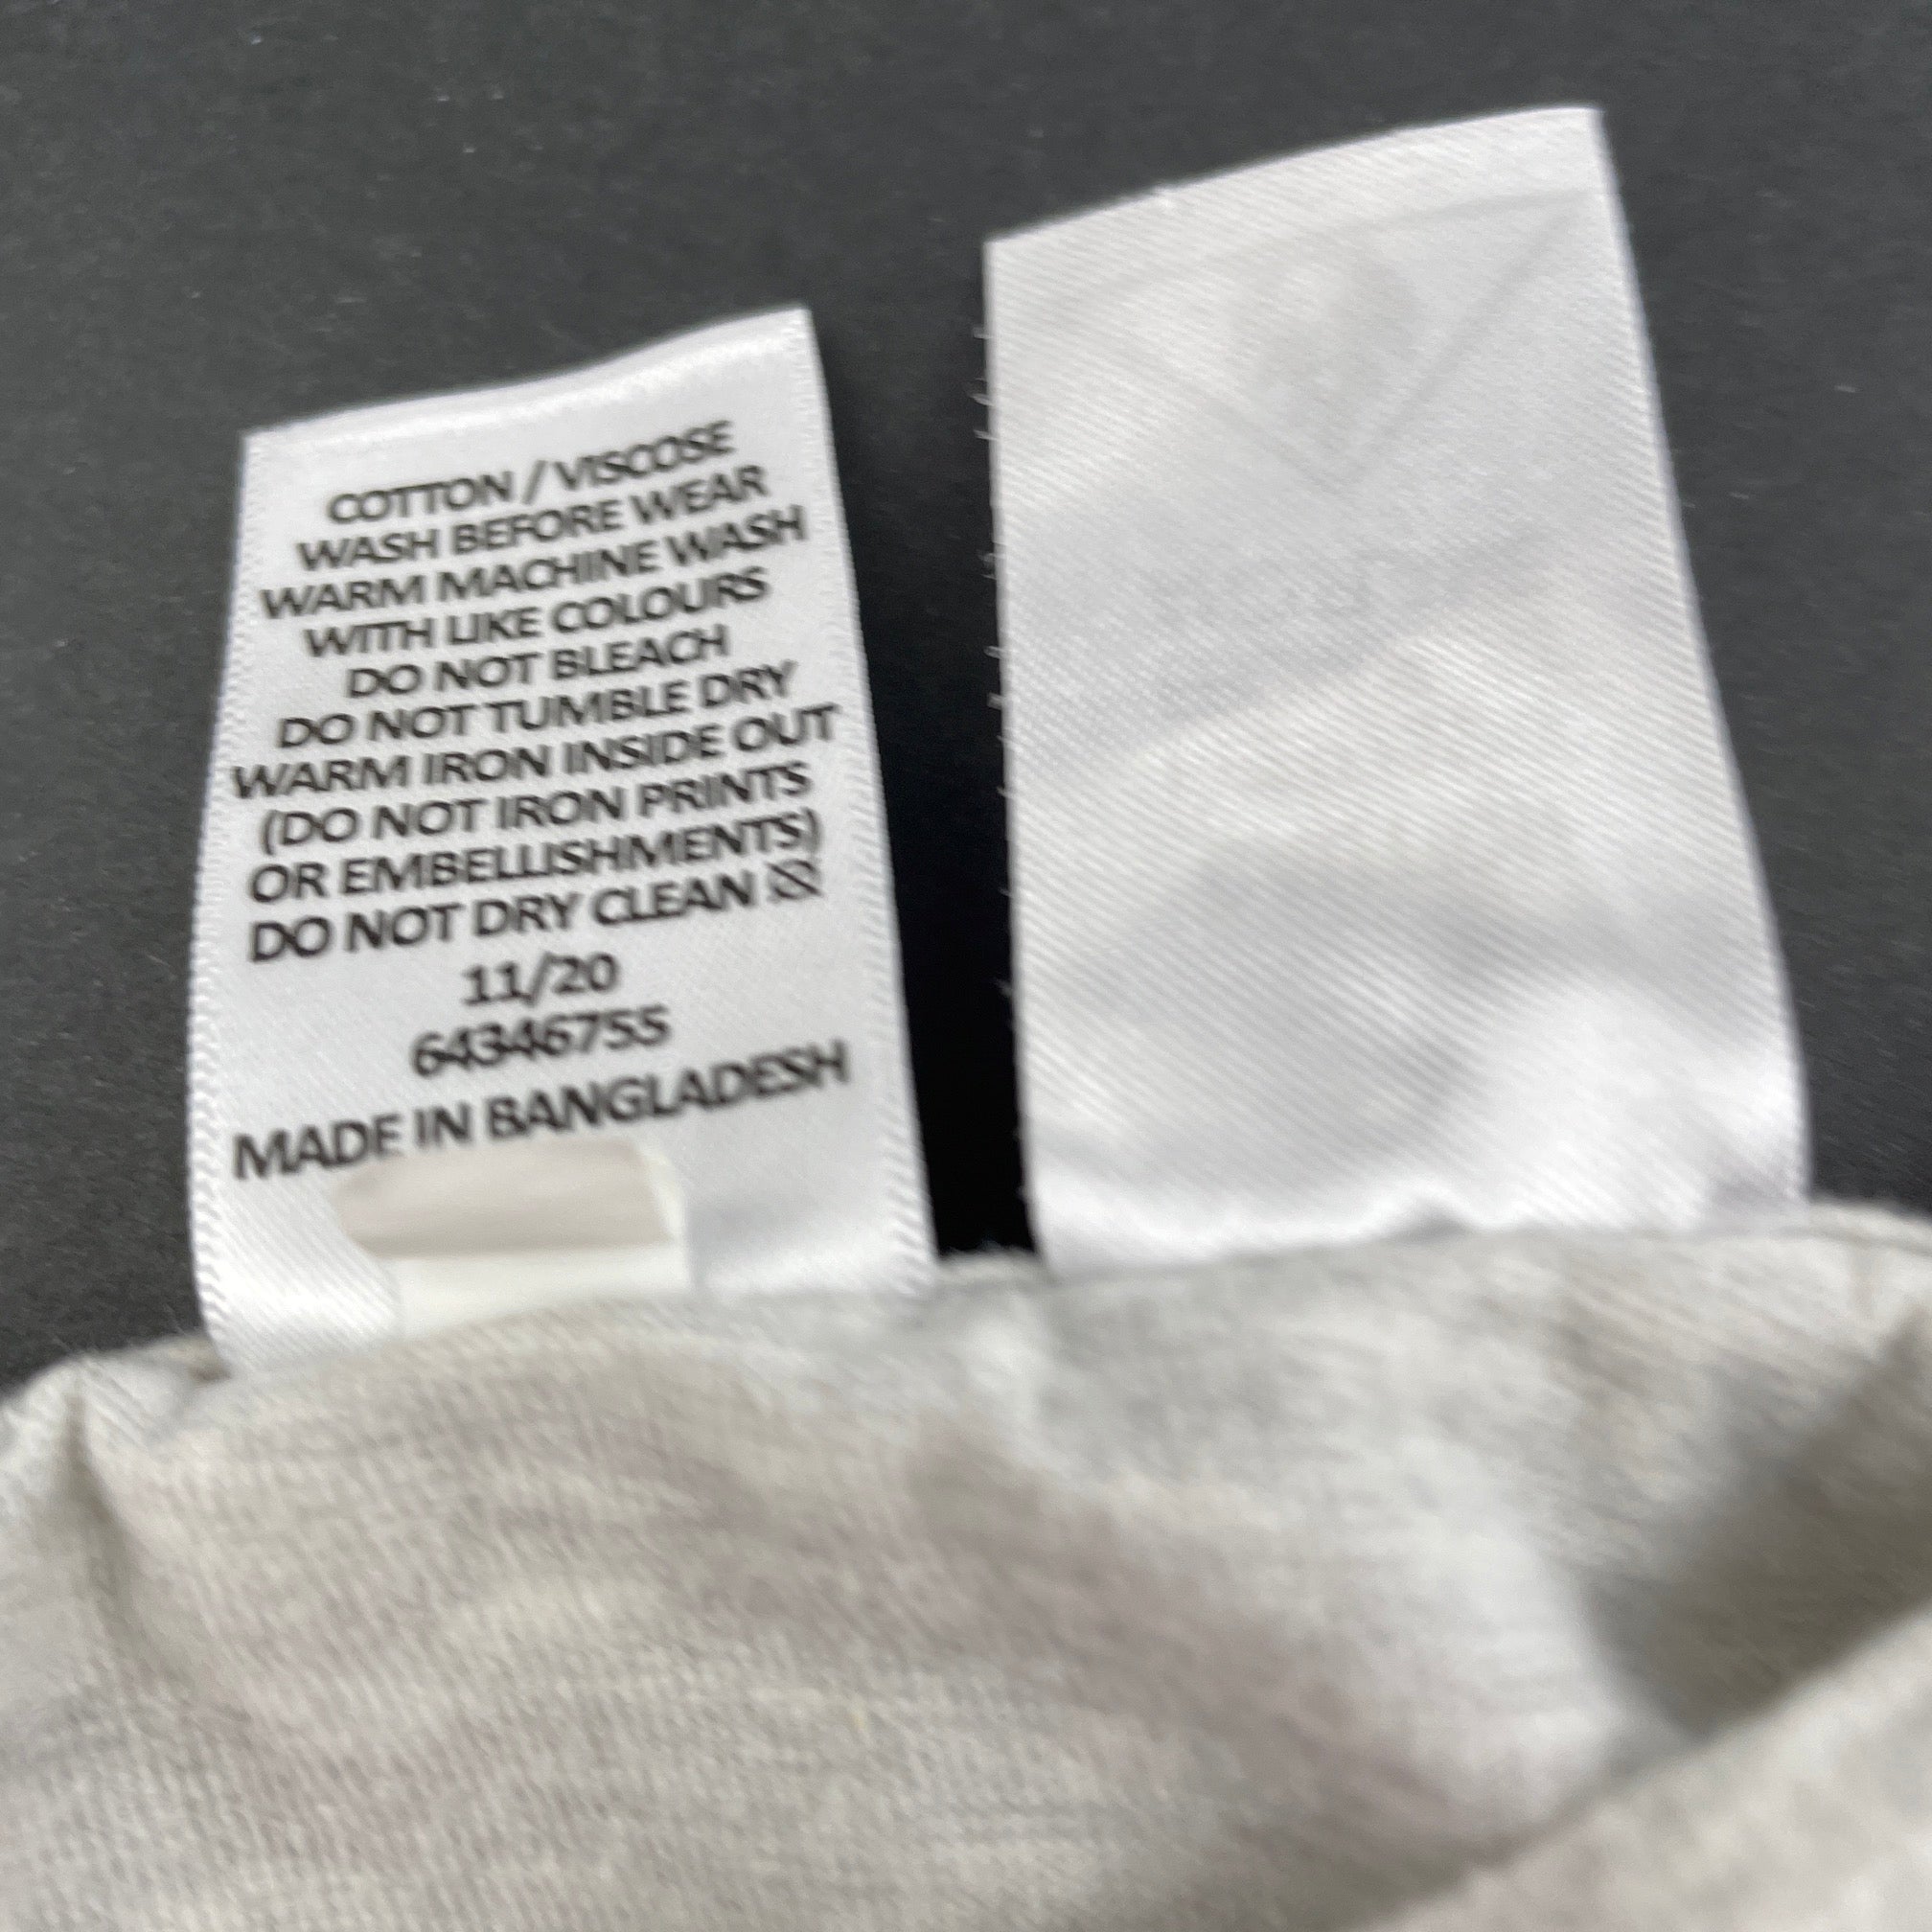 COTTON / VISCOSE
WASH BEFORE WEAR
WARM MACHINE WASH
WITH LIKE COLOURS
DO NOT BLEACH
DO NOT TUMBLE DRY
WARM IRON INSIDE OUT
(DO NOT IRON PRINTS
OR EMBELLISHMENTS)
DO NOT DRY CLEAN
11/20
64346755
MADE IN BANGLADESH